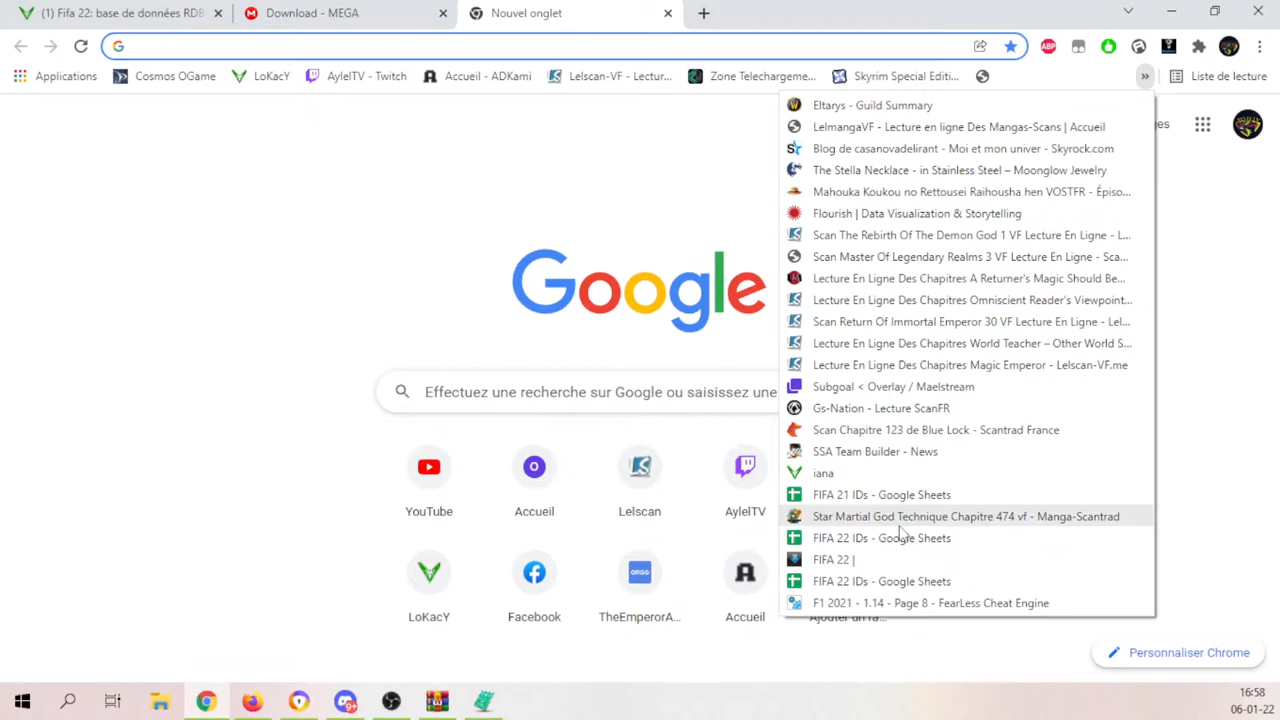 (1) Fifa 22: base de données RDB
Download - MEGA
Nouvel onglet
Applications
Cosmos OGame
LoKacY
AylelTV - Twitch
Accueil - ADKami
Lelscan-VF - Lectur...
Zone Telechargeme...
Skyrim Special Editi...
»
Liste de lecture
Eltarys - Guild Summary
LelmangaVF - Lecture en ligne Des Mangas-Scans | Accueil
Blog de casanovadelirant - Moi et mon univer - Skyrock.com
The Stella Necklace - in Stainless Steel – Moonglow Jewelry
Mahouka Koukou no Rettousei Raihousha hen VOSTFR - Épiso...
Flourish | Data Visualization & Storytelling
Scan The Rebirth Of The Demon God 1 VF Lecture En Ligne - L...
Scan Master Of Legendary Realms 3 VF Lecture En Ligne - Sca...
Lecture En Ligne Des Chapitres A Returner's Magic Should Be...
Lecture En Ligne Des Chapitres Omniscient Reader's Viewpoint...
Scan Return Of Immortal Emperor 30 VF Lecture En Ligne - Lel...
Lecture En Ligne Des Chapitres World Teacher – Other World S...
Lecture En Ligne Des Chapitres Magic Emperor - Lelscan-VF.me
Subgoal < Overlay / Maelstream
Gs-Nation - Lecture ScanFR
Scan Chapitre 123 de Blue Lock - Scantrad France
SSA Team Builder - News
iana
FIFA 21 IDs - Google Sheets
Star Martial God Technique Chapitre 474 vf - Manga-Scantrad
FIFA 22 IDs - Google Sheets
FIFA 22 |
FIFA 22 IDs - Google Sheets
F1 2021 - 1.14 - Page 8 - FearLess Cheat Engine
Google
Effectuez une recherche sur Google ou saisissez une
YouTube
Accueil
Lelscan
AylelTV
LoKacY
Facebook
TheEmperorA...
Accueil
Personnaliser Chrome
16:58
06-01-22